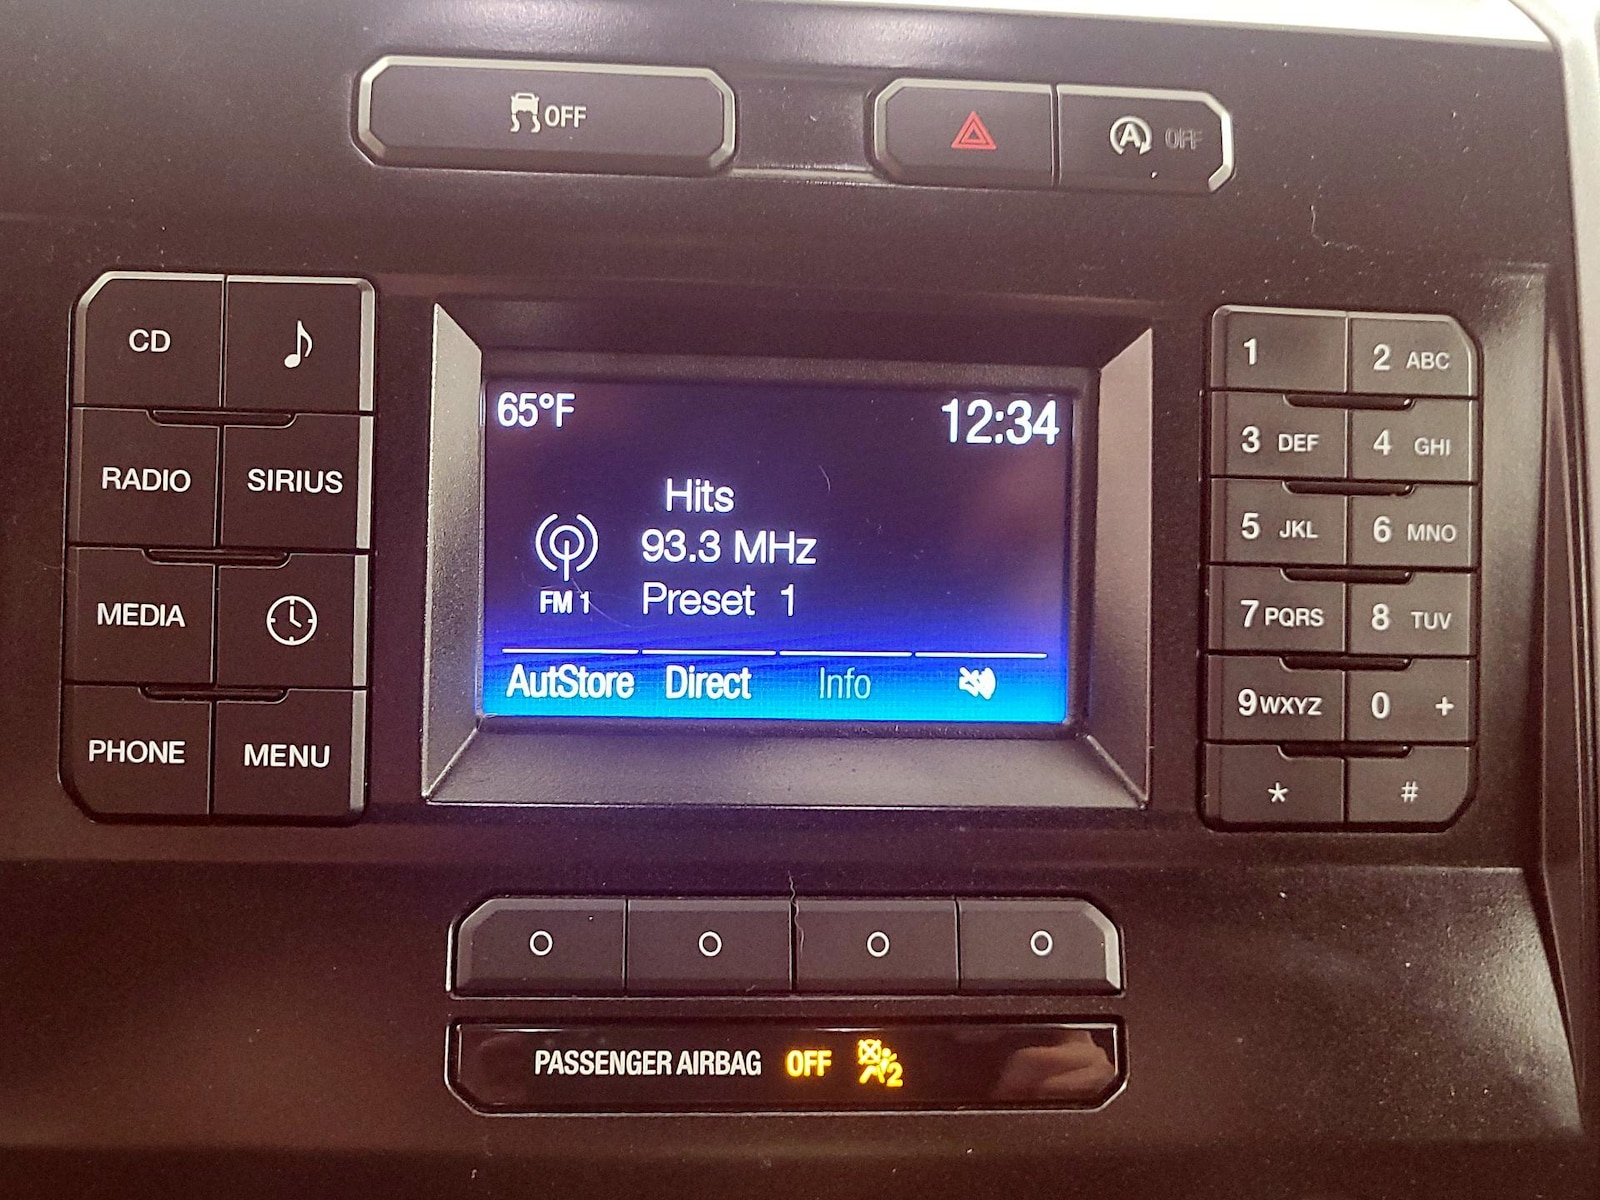 OFF
A OFF
CD
RADIO SIRIUS
MEDIA
PHONE MENU
65°F 12:34
Hits
93.3 MHz
FM 1 Preset 1
AutStore Direct Info
1 2 ABC
3 DEF 4 GHI
5 JKL 6 MNO
7 PQRS 8 TUV
9 WXYZ 0 +
* #
PASSENGER AIRBAG OFF 2